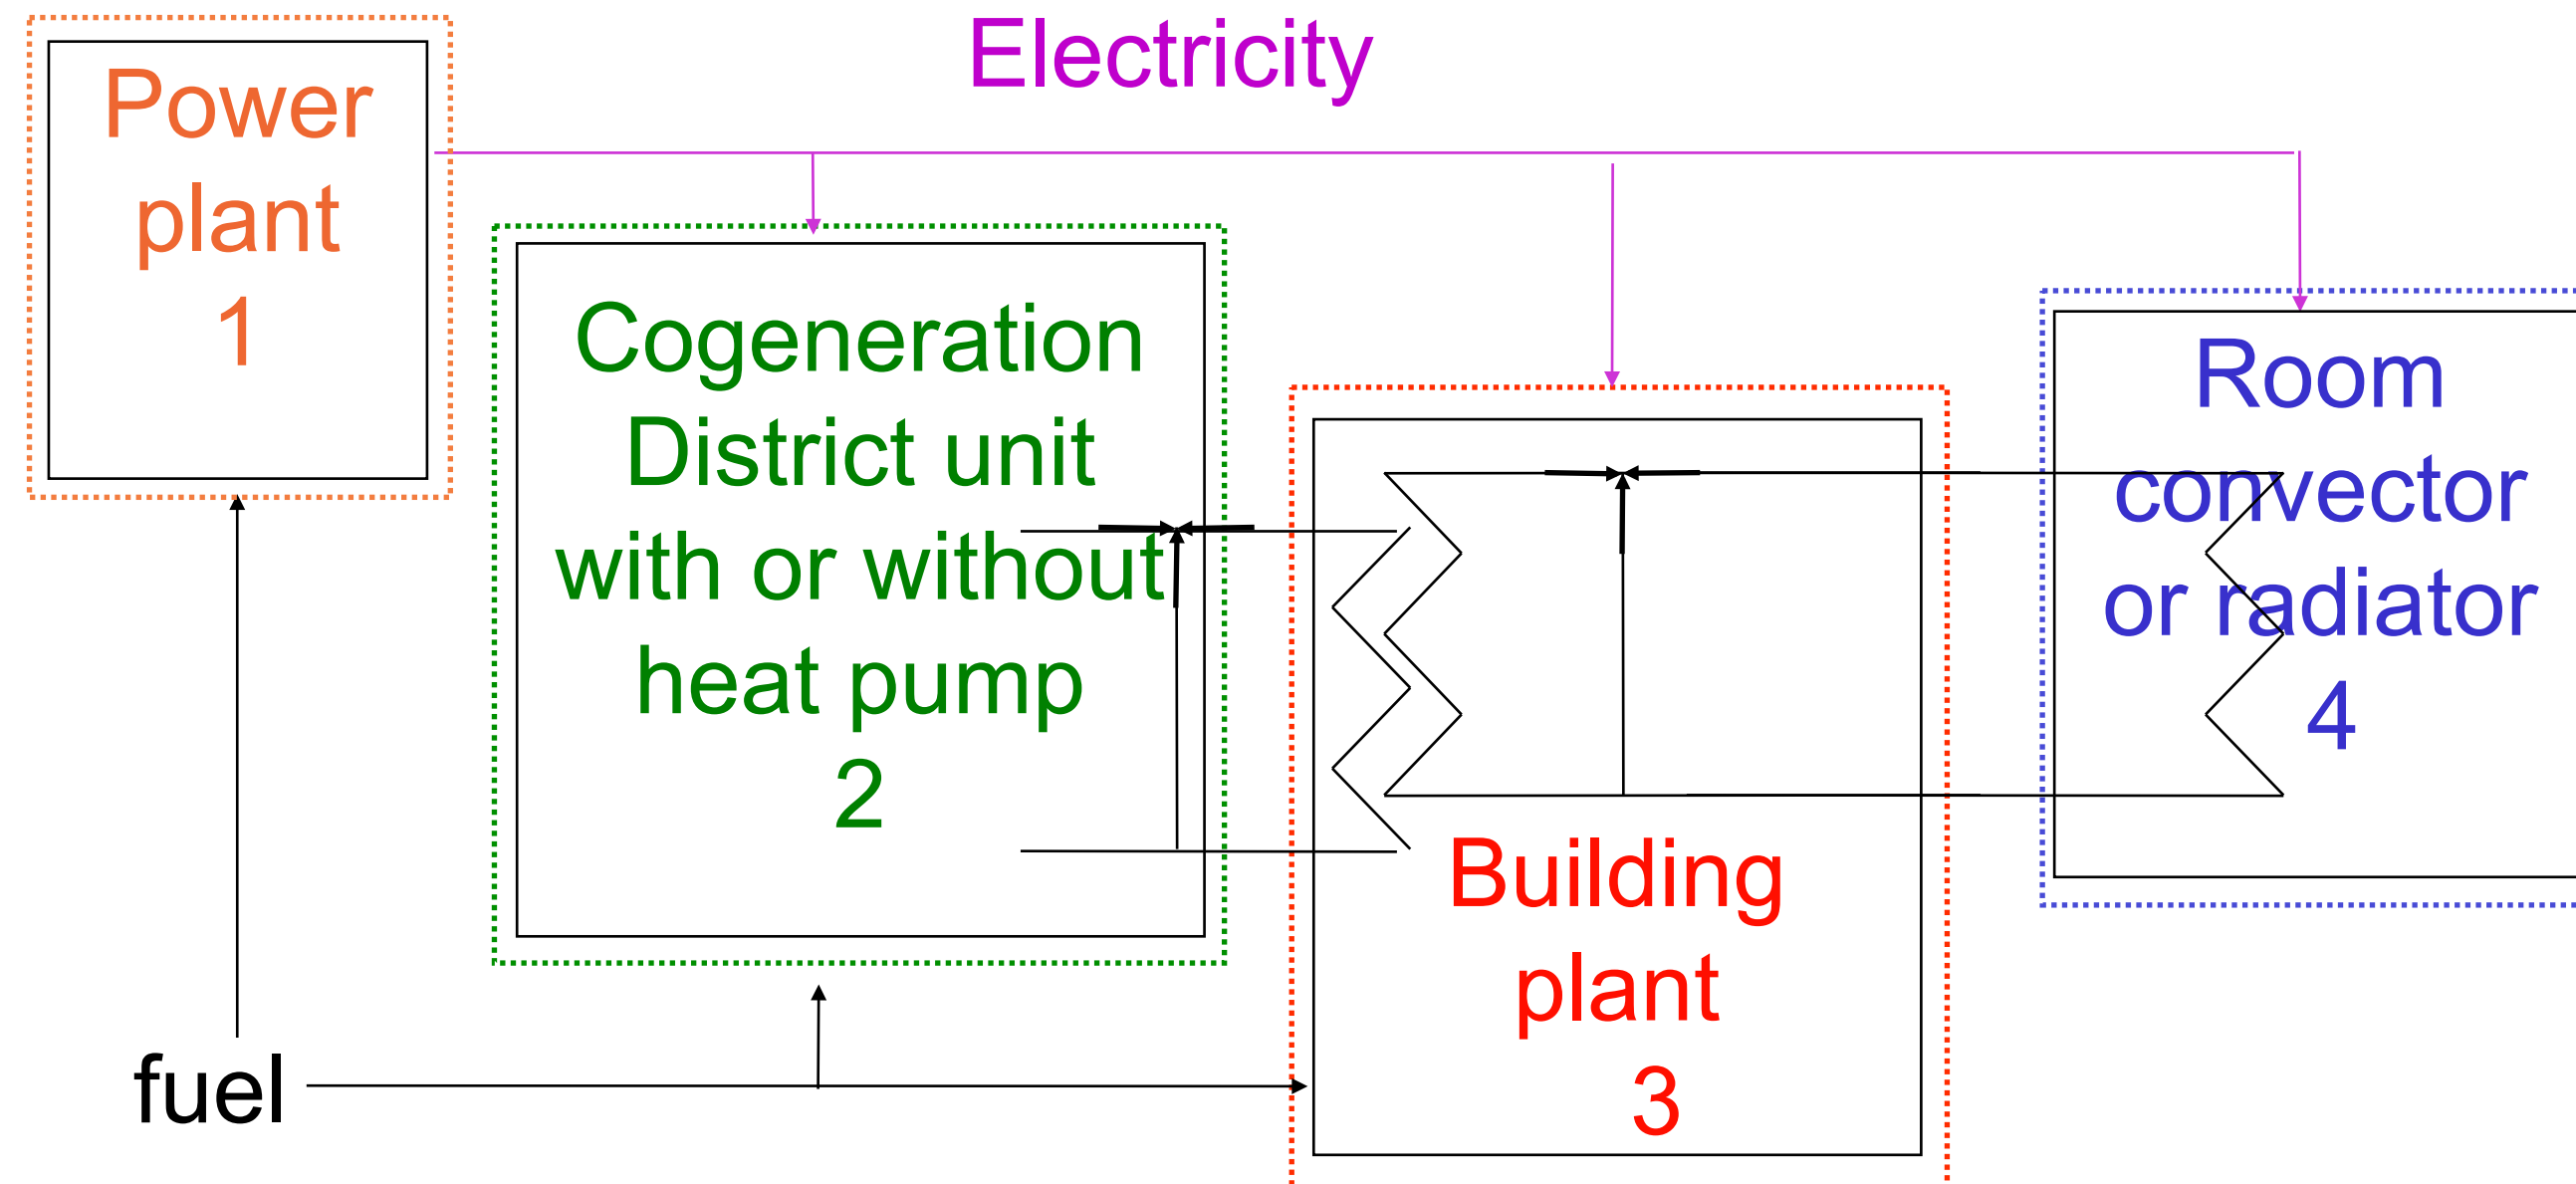 Electricity
Power
plant
1
Cogeneration
District unit
with or without
heat pump
2
Building
plant
3
Room
convector
or radiator
4
fuel